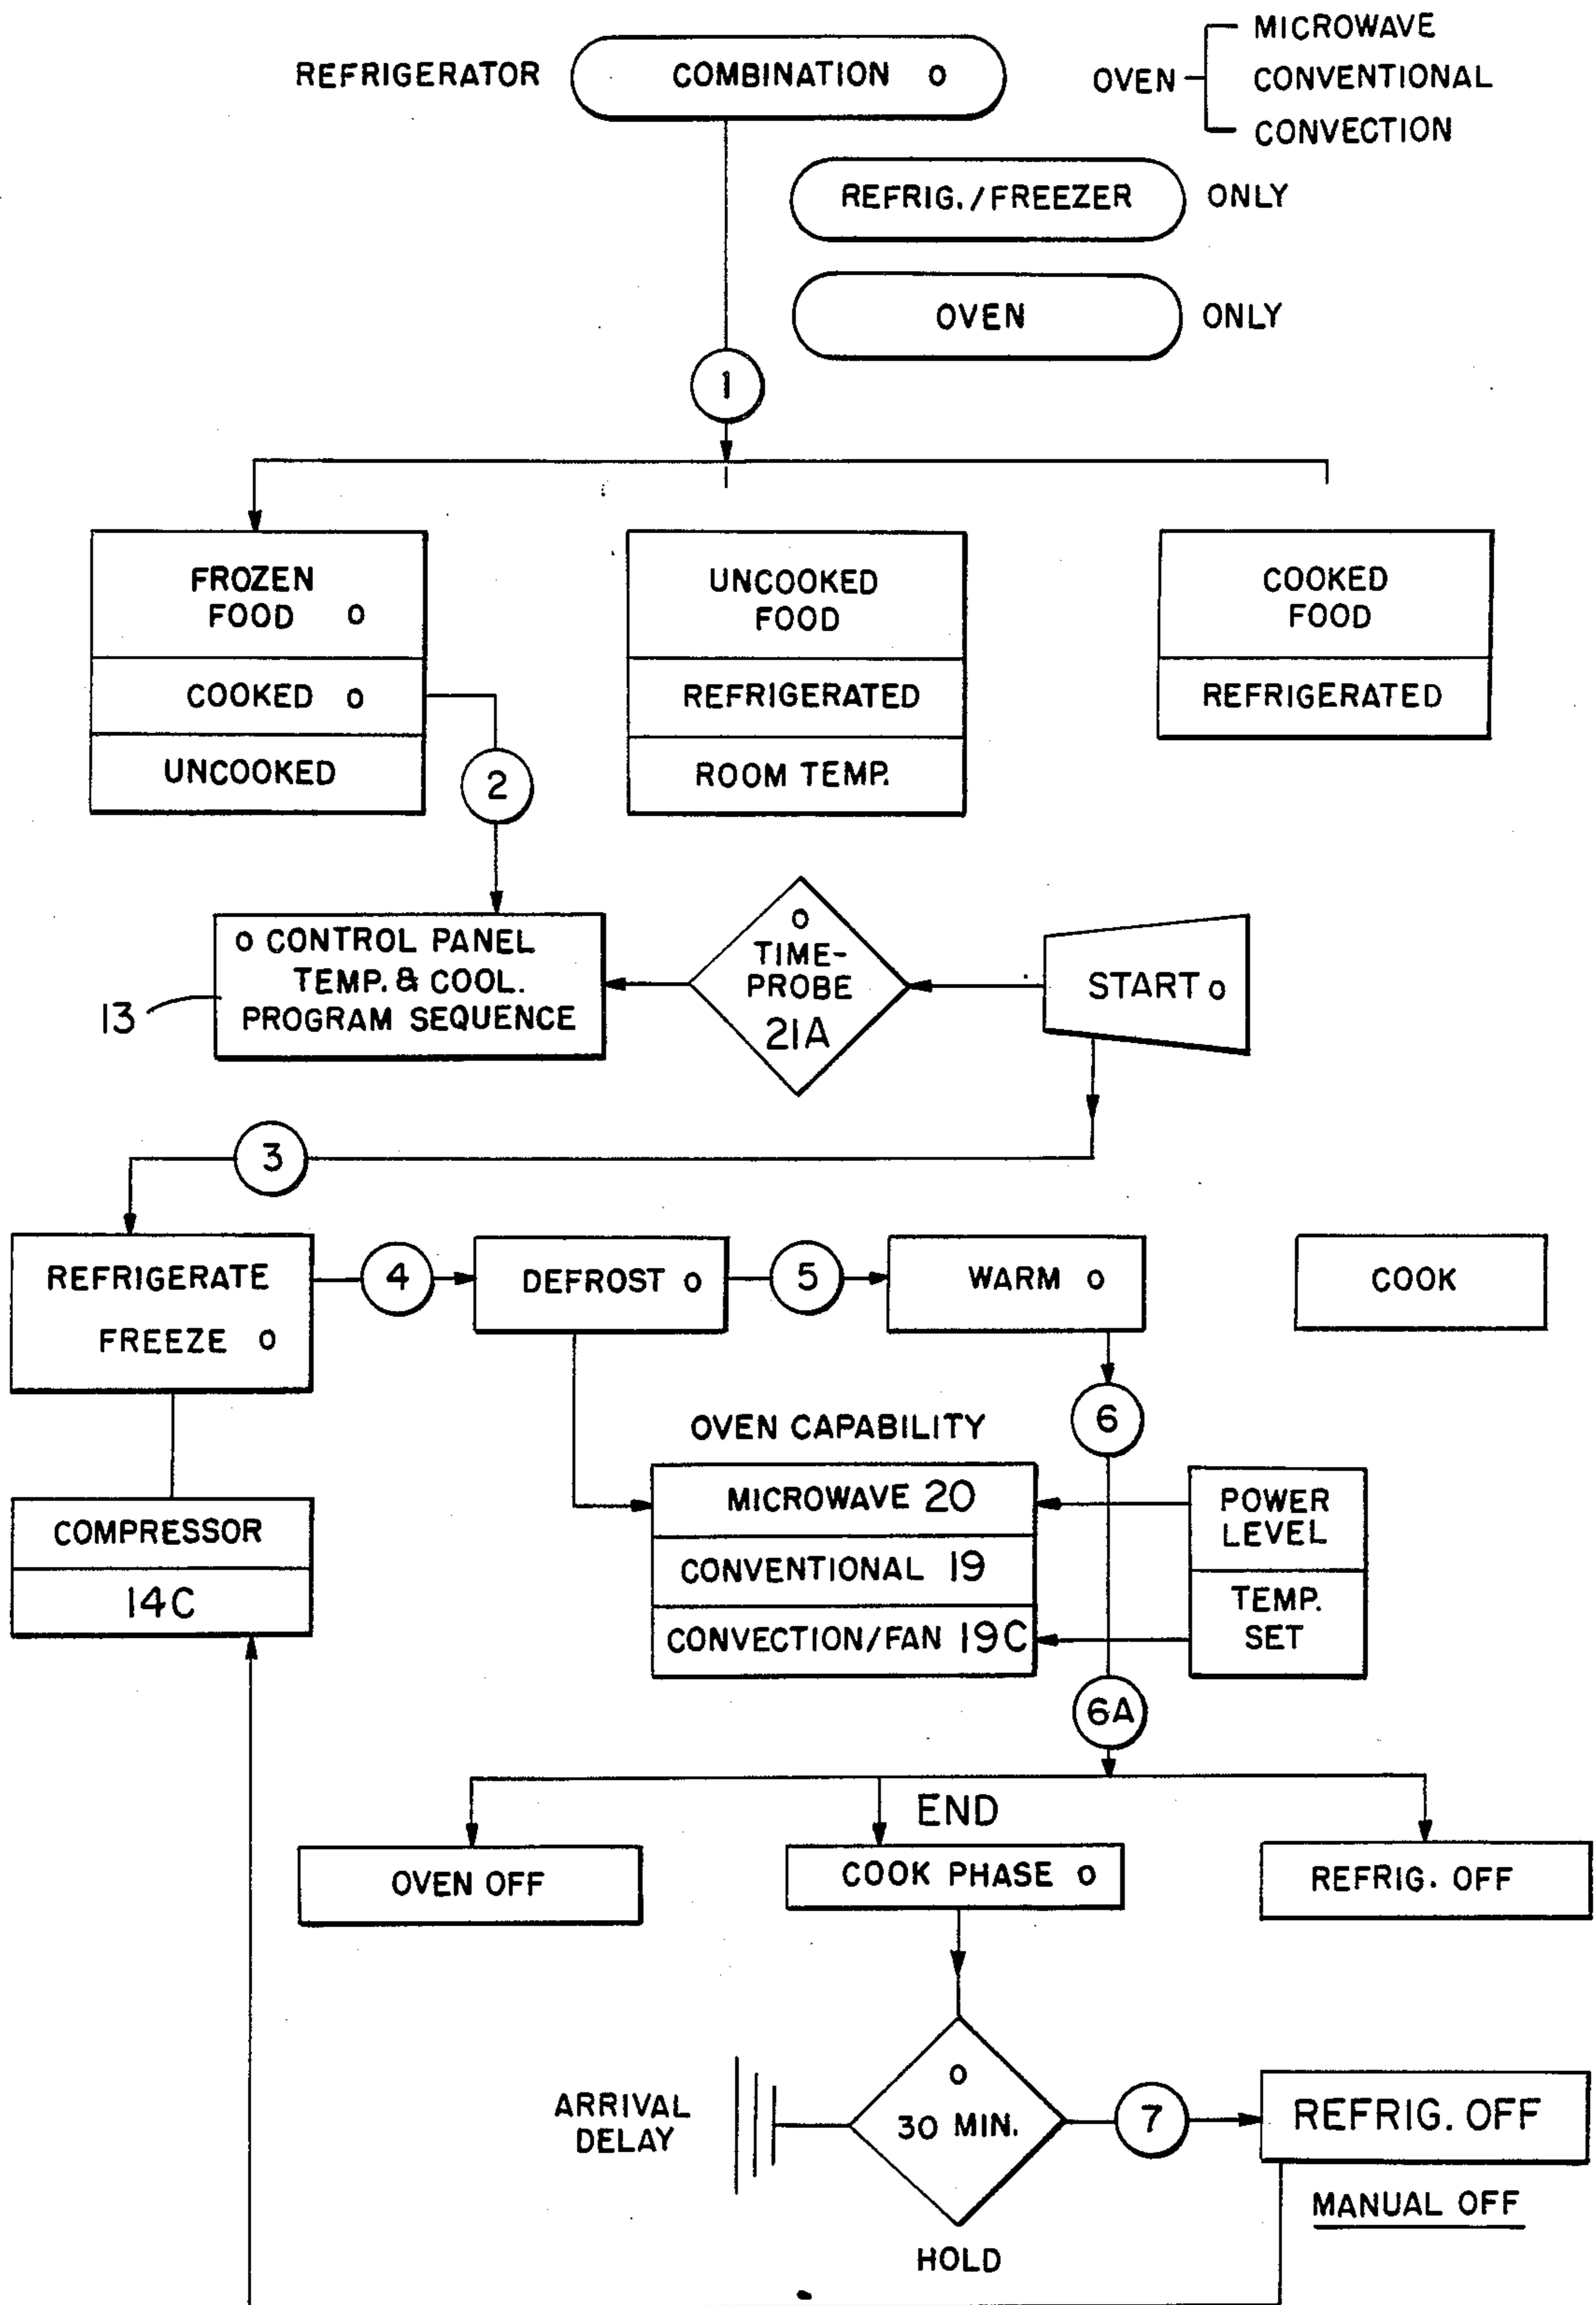 REFRIGERATOR
COMBINATION o
OVEN
MICROWAVE
CONVENTIONAL
CONVECTION
REFRIG./FREEZER
ONLY
OVEN
ONLY
1
FROZEN
FOOD o
COOKED o
UNCOOKED
UNCOOKED
FOOD
REFRIGERATED
ROOM TEMP.
COOKED
FOOD
REFRIGERATED
2
o CONTROL PANEL
TEMP. & COOL.
PROGRAM SEQUENCE
13
o
TIME-
PROBE
21A
START o
3
REFRIGERATE
FREEZE o
4
DEFROST o
5
WARM o
COOK
6
OVEN CAPABILITY
MICROWAVE 20
CONVENTIONAL 19
CONVECTION/FAN 19C
POWER
LEVEL
TEMP.
SET
COMPRESSOR
14C
6A
END
OVEN OFF
COOK PHASE o
REFRIG. OFF
ARRIVAL
DELAY
o
30 MIN.
7
REFRIG. OFF
MANUAL OFF
HOLD